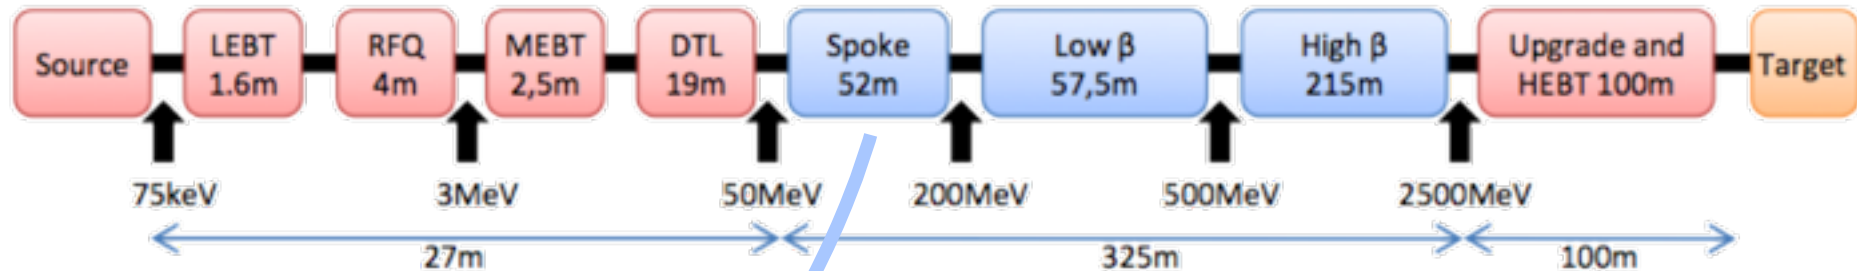 Source
LEBT
1.6m
RFQ
4m
MEBT
2,5m
DTL
19m
Spoke
52m
Low β
57,5m
High β
215m
Upgrade and
HEBT 100m
Target
75keV
3MeV
50MeV
200MeV
500MeV
2500MeV
27m
325m
100m